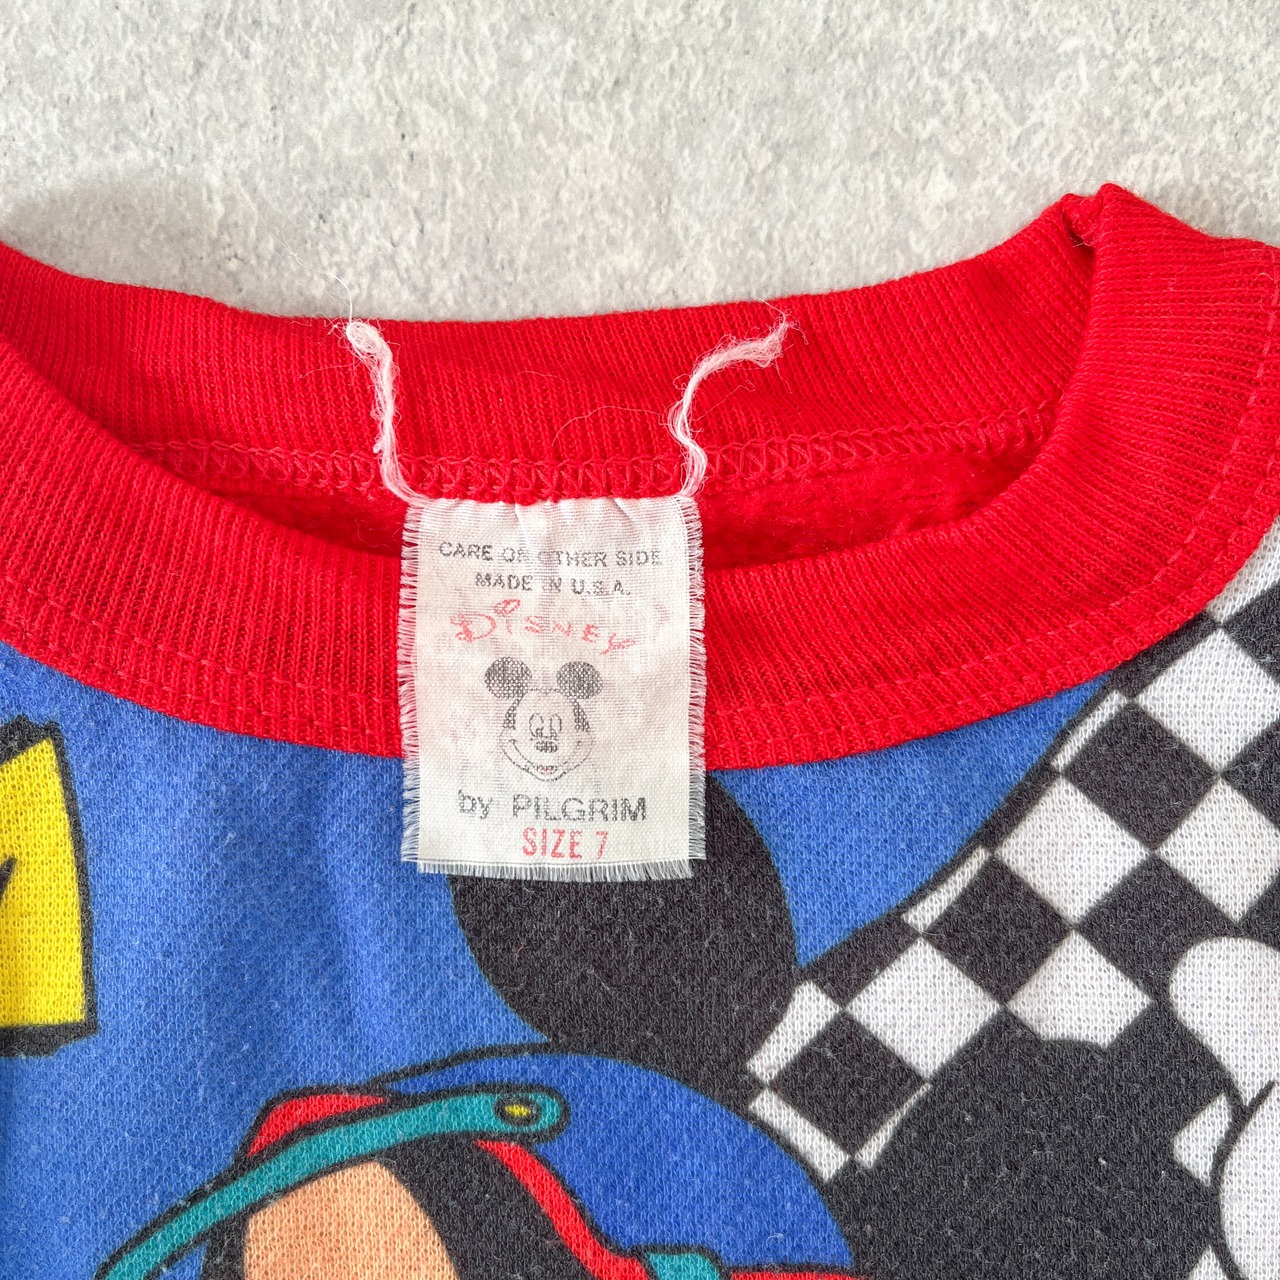 CARE ON OTHER SIDE
MADE IN U.S.A.
DISNEY
by PILGRIM
SIZE 7